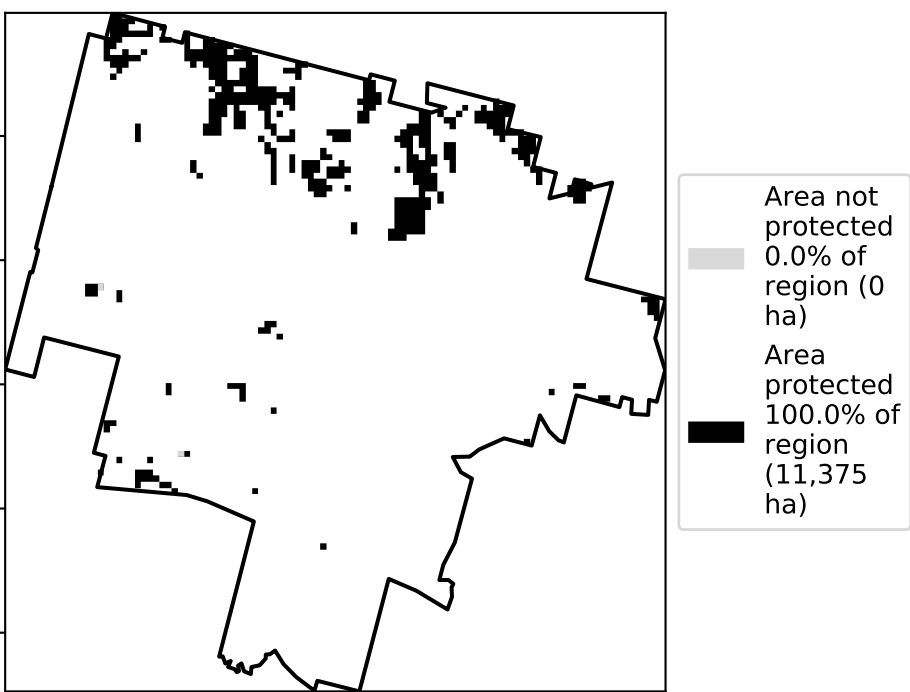 Area not
protected
0.0% of
region (0
ha)
Area
protected
100.0% of
region
(11,375
ha)